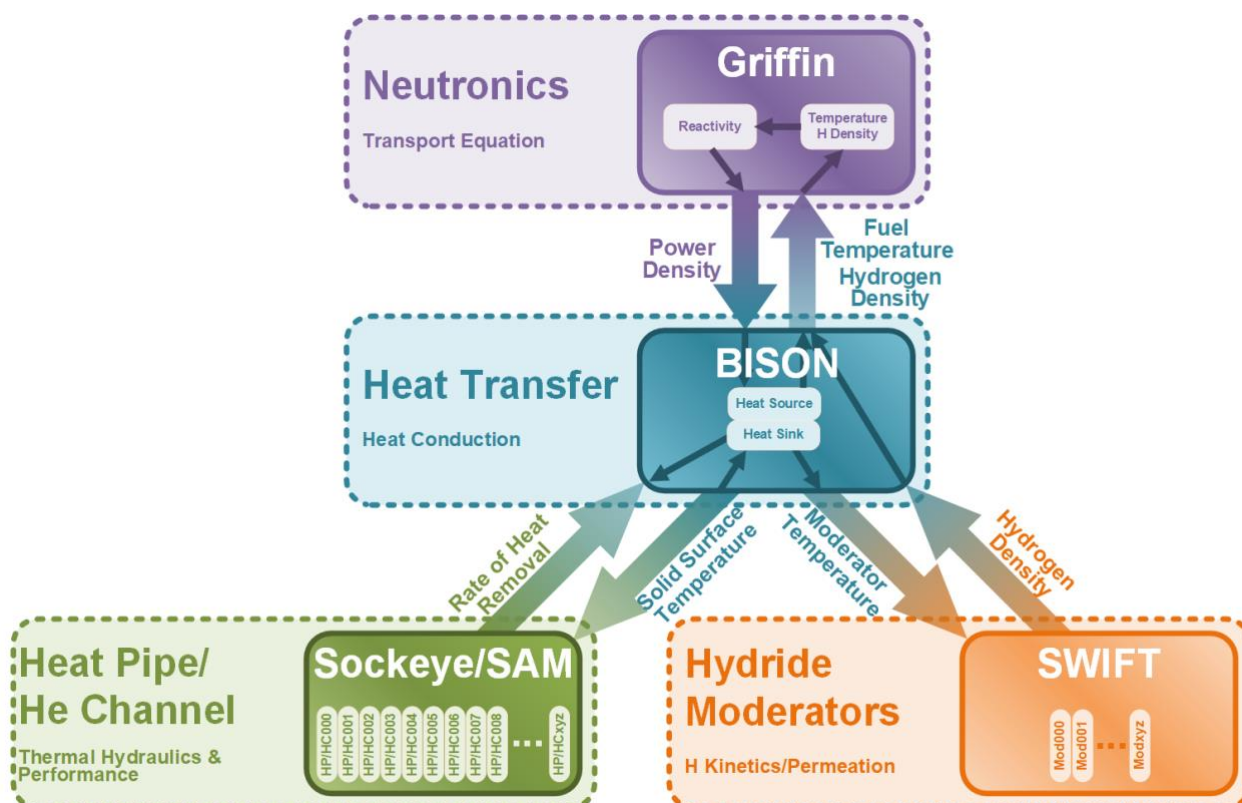 Griffin
Neutronics
Transport Equation
Reactivity
Temperature
H Density
Power
Density
Fuel
Temperature
Hydrogen
Density
BISON
Heat Transfer
Heat Conduction
Heat Source
Heat Sink
Rate of Heat
Removal
Solid Surface
Temperature
Moderator
Temperature
Hydrogen
Density
Heat Pipe/
He Channel
Thermal Hydraulics &
Performance
Sockeye/SAM
HP/HC000
HP/HC001
HP/HC002
HP/HC003
HP/HC004
HP/HC005
HP/HC006
HP/HC007
HP/HC008
...
HP/HCxyz
Hydride
Moderators
H Kinetics/Permeation
SWIFT
Mod000
Mod001
...
Modxyz